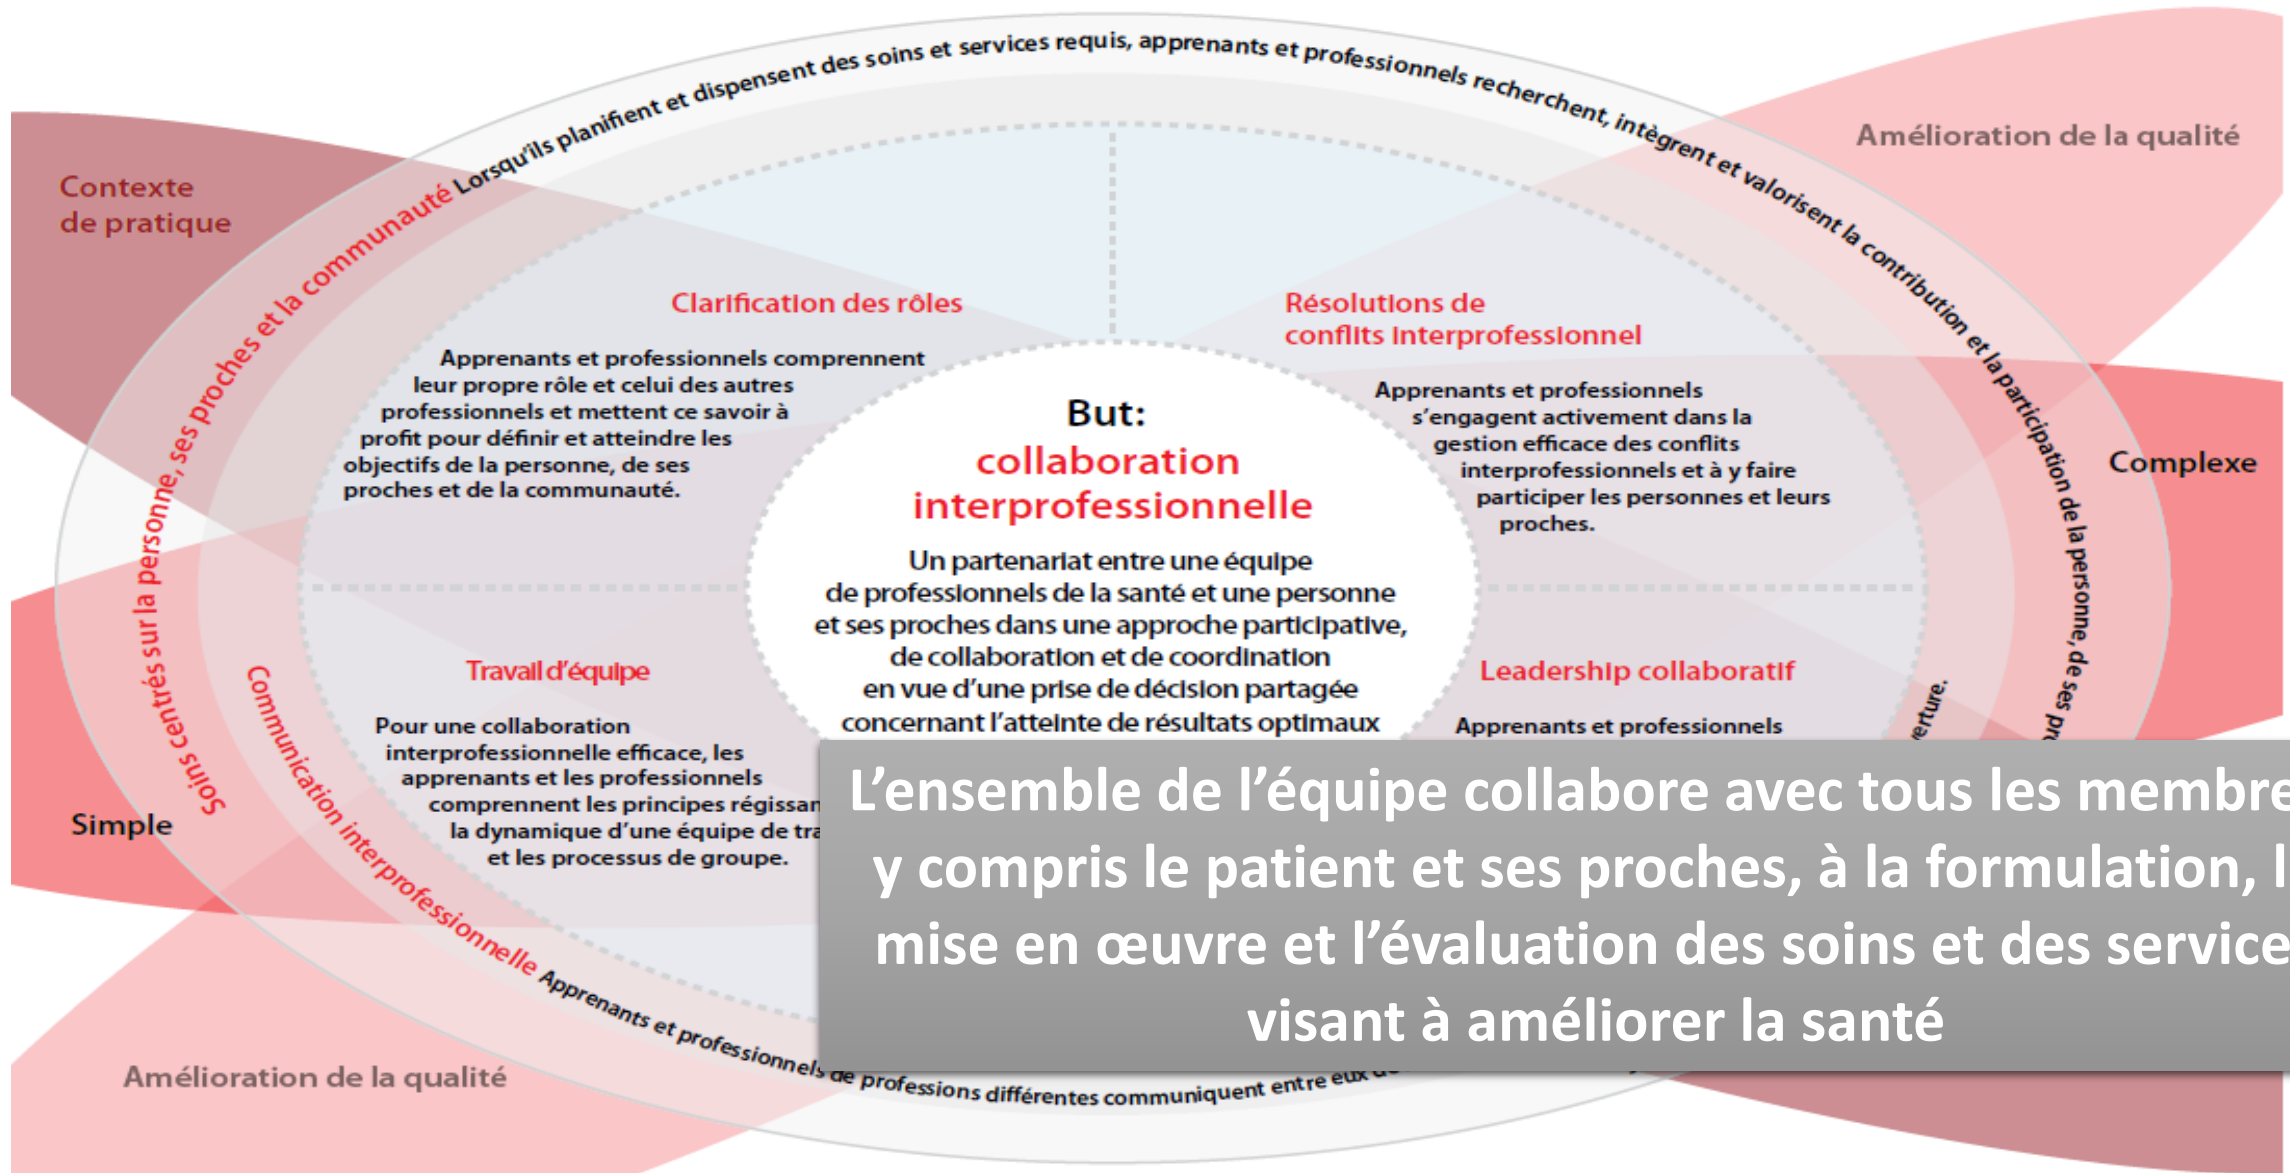 Soins centrés sur la personne, ses proches et la communauté Lorsqu'ils planifient et dispensent des soins et services requis, apprenants et professionnels recherchent, intègrent et valorisent la contribution et la participation de la personne, de ses
Contexte
de pratique
Amélioration de la qualité
Clarification des rôles
Apprenants et professionnels comprennent
leur propre rôle et celui des autres
professionnels et mettent ce savoir à
profit pour définir et atteindre les
objectifs de la personne, de ses
proches et de la communauté.
Résolutions de
conflits interprofessionnel
Apprenants et professionnels
s'engagent activement dans la
gestion efficace des conflits
interprofessionnels et à y faire
participer les personnes et leurs
proches.
But:
collaboration
interprofessionnelle
Un partenariat entre une équipe
de professionnels de la santé et une personne
et ses proches dans une approche participative,
de collaboration et de coordination
en vue d'une prise de décision partagée
concernant l'atteinte de résultats optimaux
Complexe
Travail d'équipe
Pour une collaboration
interprofessionnelle efficace, les
apprenants et les professionnels
comprennent les principes régissan
la dynamique d'une équipe de tra
et les processus de groupe.
Leadership collaboratif
Apprenants et professionnels
erture.
Simple
Communication interprofessionnelle Apprenants et professionnels de professions différentes communiquent entre eux
L'ensemble de l'équipe collabore avec tous les membre
y compris le patient et ses proches, à la formulation, l
mise en œuvre et l'évaluation des soins et des service
visant à améliorer la santé
Amélioration de la qualité